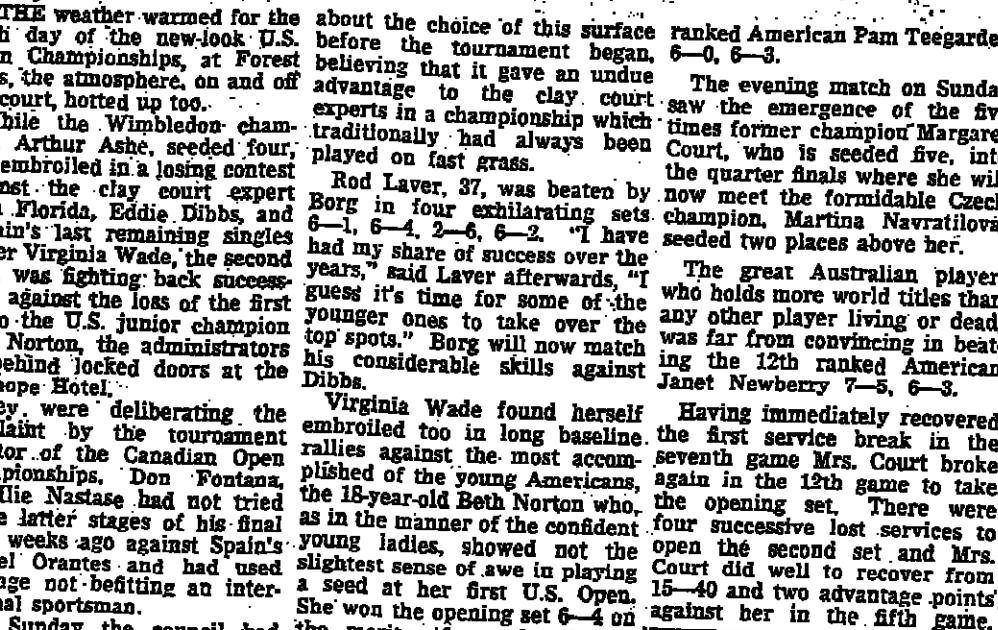 THE weather warmed for the
day of the new-look U.S.
Championships, at Forest
the atmosphere, on and off
court, hotted up too.
the Wimbledon cham-
Arthur Ashe, seeded four,
embroiled in a losing contest
the clay court expert
Florida, Eddie Dibbs, and
last remaining singles
Virginia Wade, the second
was fighting back success-
against the loss of the first
the U.S. junior champion
Norton, the administrators
locked doors at the
Hotel.
were deliberating the
by the tournament
of the Canadian Open
Don Fontana,
Nastase had not tried
latter stages of his final
weeks ago against Spain's
Orantes and had used
not befitting an inter-
sportsman.
Sunday the council had
about the choice of this surface
before the tournament began,
believing that it gave an undue
advantage to the clay court
experts in a championship which
traditionally had always been
played on fast grass.
Rod Laver, 37, was beaten by
Borg in four exhilarating sets
6—1, 6—4, 2—6, 6—2. "I have
had my share of success over the
years," said Laver afterwards, "I
guess it's time for some of the
younger ones to take over the
top spots." Borg will now match
his considerable skills against
Dibbs.
Virginia Wade found herself
embroiled too in long baseline
rallies against the most accom-
plished of the young Americans,
the 18-year-old Beth Norton who,
as in the manner of the confident
young ladies, showed not the
slightest sense of awe in playing
a seed at her first U.S. Open.
She won the opening set 6—4 on
ranked American Pam Teegarde
6—0, 6—3.
The evening match on Sunda
saw the emergence of the fiv
times former champion Margare
Court, who is seeded five, int
the quarter finals where she wil
now meet the formidable Czech
champion, Martina Navratilova
seeded two places above her.
The great Australian player
who holds more world titles than
any other player living or dead,
was far from convincing in beat-
ing the 12th ranked American
Janet Newberry 7—5, 6—3.
Having immediately recovered
the first service break in the
seventh game Mrs. Court broke
again in the 12th game to take
the opening set. There were
four successive lost services to
open the second set and Mrs.
Court did well to recover from
15—40 and two advantage points
against her in the fifth game.